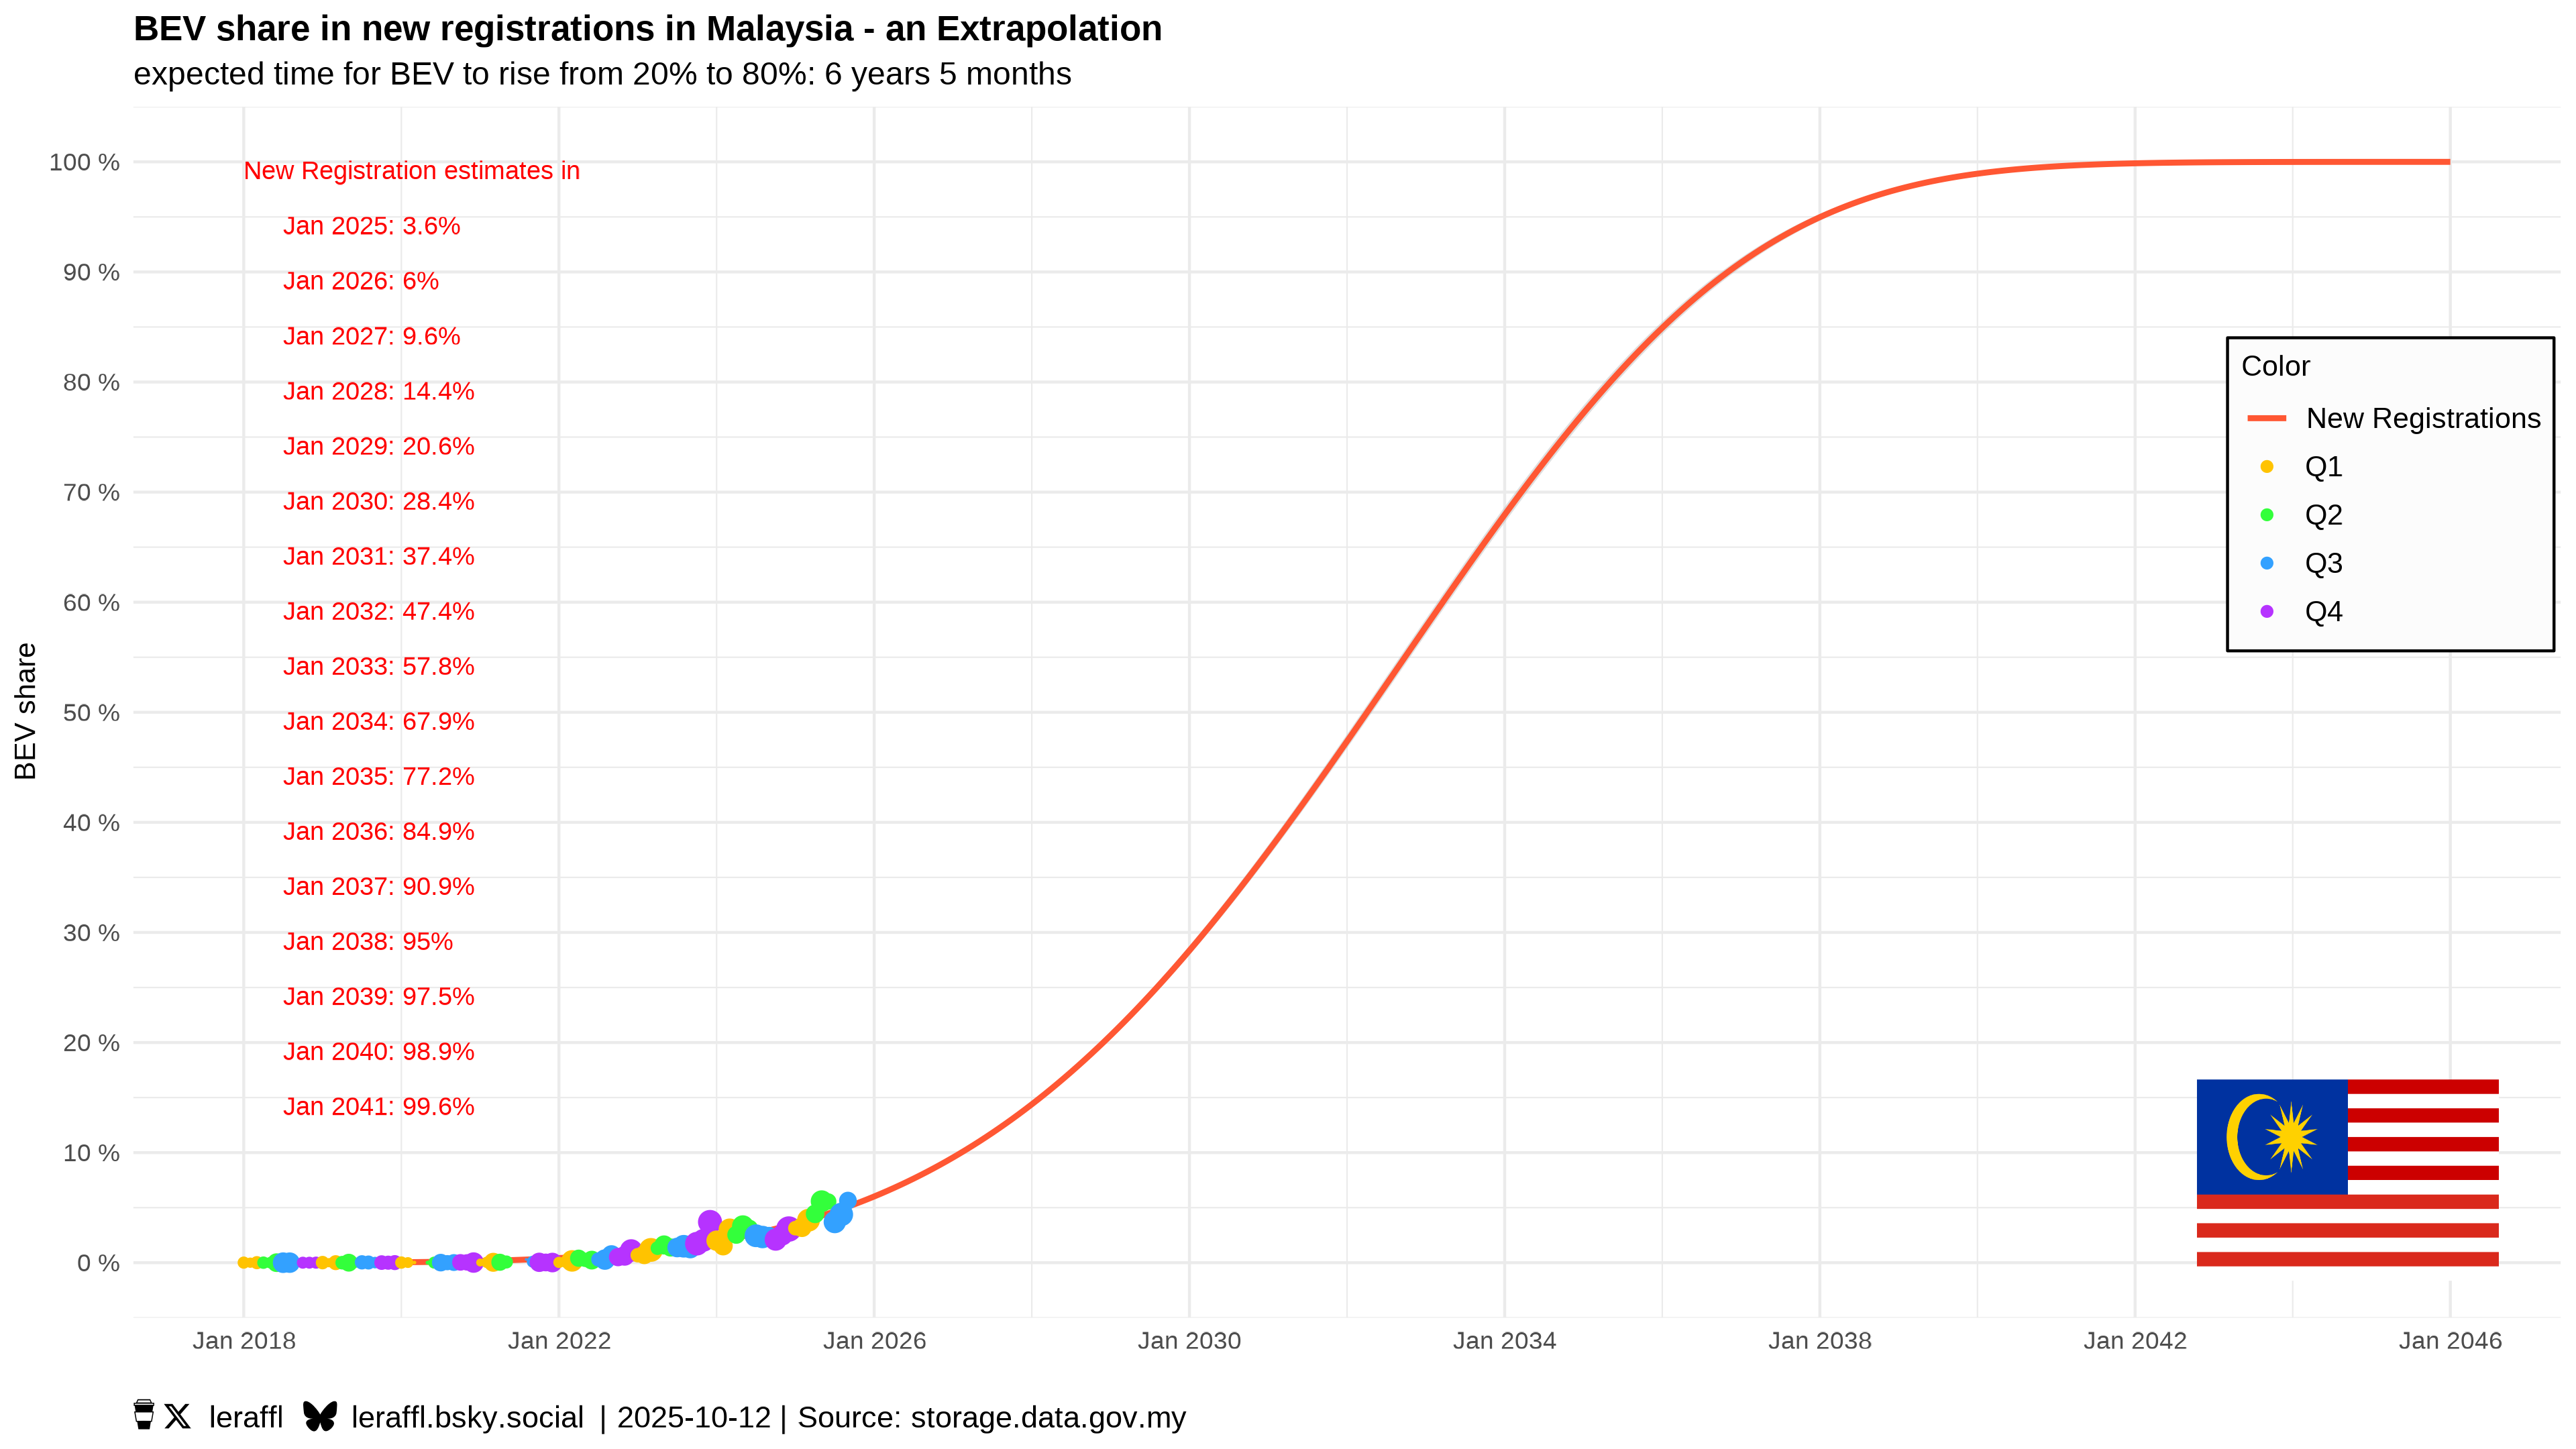 BEV share in new registrations in Malaysia - an Extrapolation
expected time for BEV to rise from 20% to 80%: 6 years 5 months
BEV share
100 %
90 %
80 %
70 %
60 %
50 %
40 %
30 %
20 %
10 %
0 %
New Registration estimates in
Jan 2025: 3.6%
Jan 2026: 6%
Jan 2027: 9.6%
Jan 2028: 14.4%
Jan 2029: 20.6%
Jan 2030: 28.4%
Jan 2031: 37.4%
Jan 2032: 47.4%
Jan 2033: 57.8%
Jan 2034: 67.9%
Jan 2035: 77.2%
Jan 2036: 84.9%
Jan 2037: 90.9%
Jan 2038: 95%
Jan 2039: 97.5%
Jan 2040: 98.9%
Jan 2041: 99.6%
Color
New Registrations
Q1
Q2
Q3
Q4
Jan 2018 Jan 2022 Jan 2026 Jan 2030 Jan 2034 Jan 2038 Jan 2042 Jan 2046
leraffl leraffl.bsky.social | 2025-10-12 | Source: storage.data.gov.my